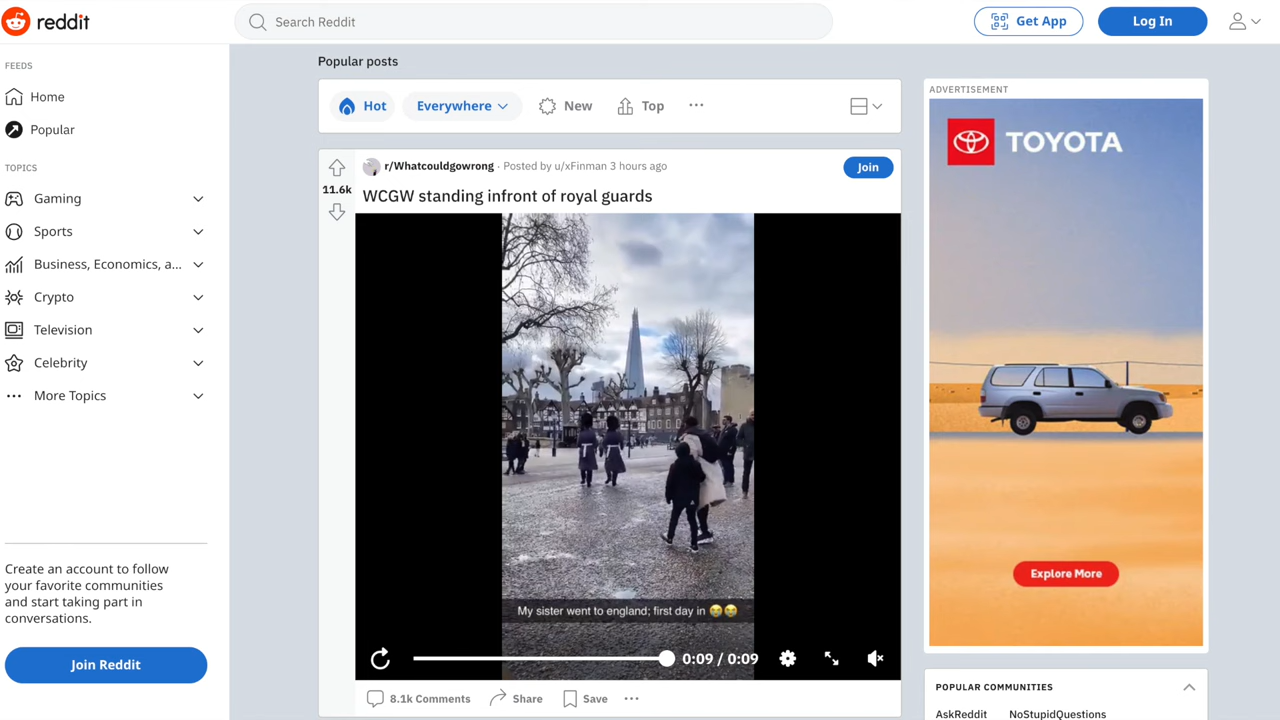 reddit
Search Reddit
Get App
Log In
FEEDS
Home
Popular
TOPICS
Gaming
Sports
Business, Economics, a...
Crypto
Television
Celebrity
More Topics
Create an account to follow
your favorite communities
and start taking part in
conversations.
Join Reddit
Popular posts
Hot
Everywhere
New
Top
11.6k
r/Whatcouldgowrong · Posted by u/xFinman 3 hours ago
Join
WCGW standing infront of royal guards
My sister went to england; first day in 😭😭
0:09 / 0:09
8.1k Comments
Share
Save
ADVERTISEMENT
TOYOTA
Explore More
POPULAR COMMUNITIES
AskReddit NoStupidQuestions